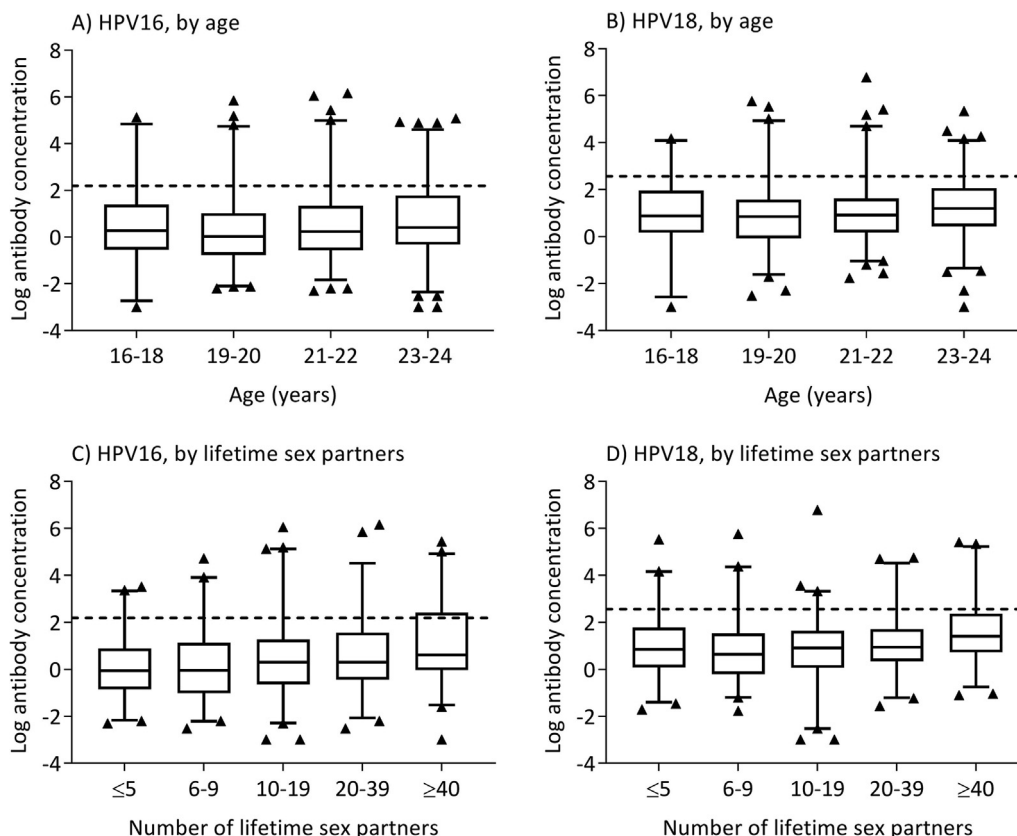 A) HPV16, by age
Log antibody concentration
8
6
4
2
0
-2
-4
16-18 19-20 21-22 23-24
Age (years)
B) HPV18, by age
Log antibody concentration
8
6
4
2
0
-2
-4
16-18 19-20 21-22 23-24
Age (years)
C) HPV16, by lifetime sex partners
Log antibody concentration
8
6
4
2
0
-2
-4
≤5 6-9 10-19 20-39 ≥40
Number of lifetime sex partners
D) HPV18, by lifetime sex partners
Log antibody concentration
8
6
4
2
0
-2
-4
≤5 6-9 10-19 20-39 ≥40
Number of lifetime sex partners